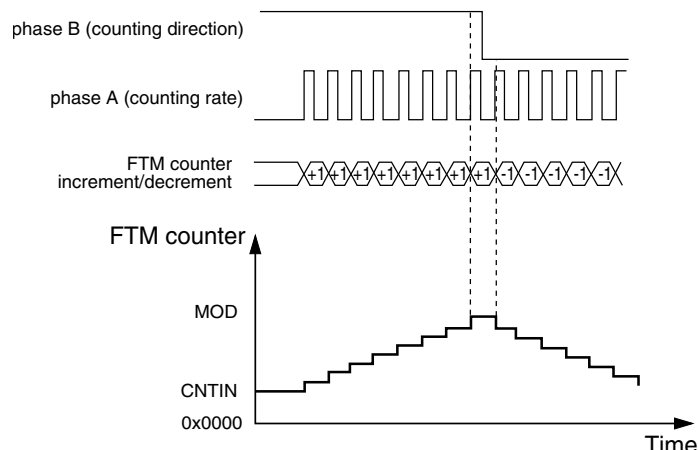 phase B (counting direction)
phase A (counting rate)
FTM counter
increment/decrement
+1 +1 +1 +1 +1 +1 +1 +1 -1 -1 -1 -1 -1
FTM counter
MOD
CNTIN
0x0000
Time